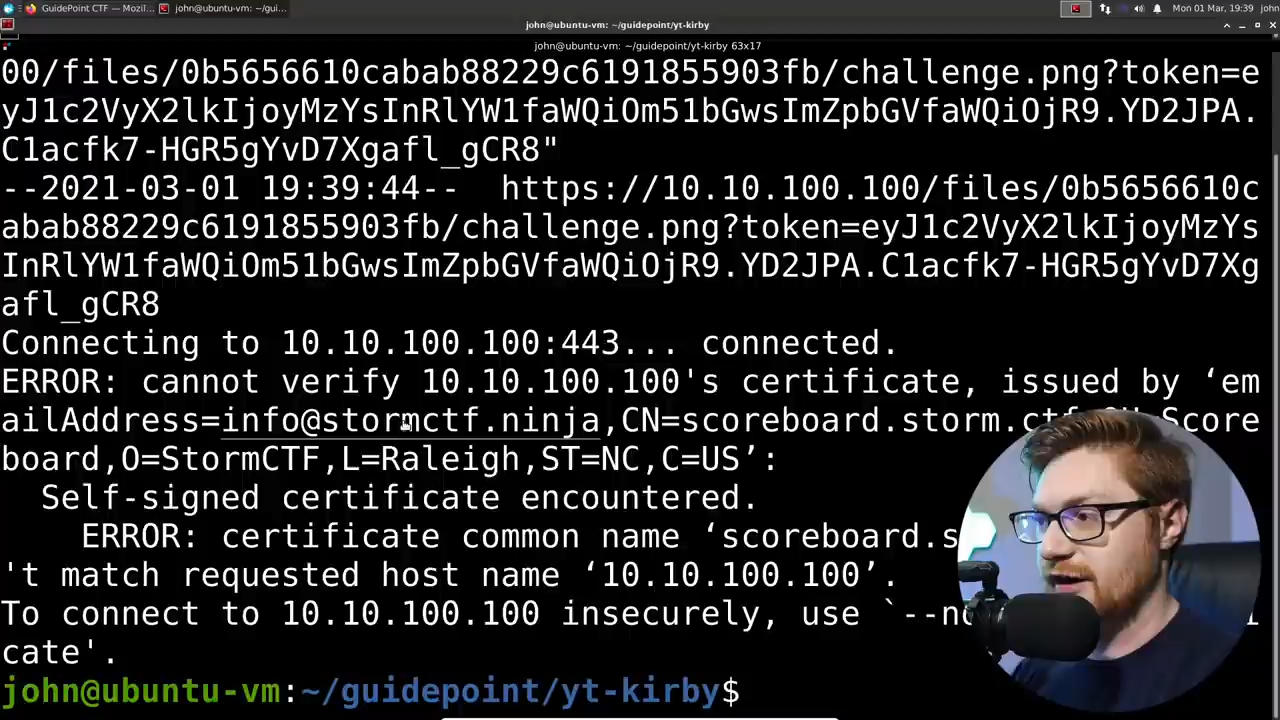 GuidePoint CTF — Mozil...
john@ubuntu-vm: ~/gui...
Mon 01 Mar, 19:39 john
john@ubuntu-vm: ~/guidepoint/yt-kirby
john@ubuntu-vm: ~/guidepoint/yt-kirby 63x17
00/files/0b5656610cabab88229c6191855903fb/challenge.png?token=e
yJ1c2VyX2lkIjoyMzYsInRlYW1faWQiOm51bGwsImZpbGVfaWQiOjR9.YD2JPA.
C1acfk7-HGR5gYvD7Xgafl_gCR8"
--2021-03-01 19:39:44--  https://10.10.100.100/files/0b5656610c
abab88229c6191855903fb/challenge.png?token=eyJ1c2VyX2lkIjoyMzYs
InRlYW1faWQiOm51bGwsImZpbGVfaWQiOjR9.YD2JPA.C1acfk7-HGR5gYvD7Xg
afl_gCR8
Connecting to 10.10.100.100:443... connected.
ERROR: cannot verify 10.10.100.100's certificate, issued by ‘em
ailAddress=info@stormctf.ninja,CN=scoreboard.storm.ctf Score
board,O=StormCTF,L=Raleigh,ST=NC,C=US’:
Self-signed certificate encountered.
ERROR: certificate common name ‘scoreboard.s
't match requested host name ‘10.10.100.100’.
To connect to 10.10.100.100 insecurely, use `--no
cate'.
john@ubuntu-vm:~/guidepoint/yt-kirby$